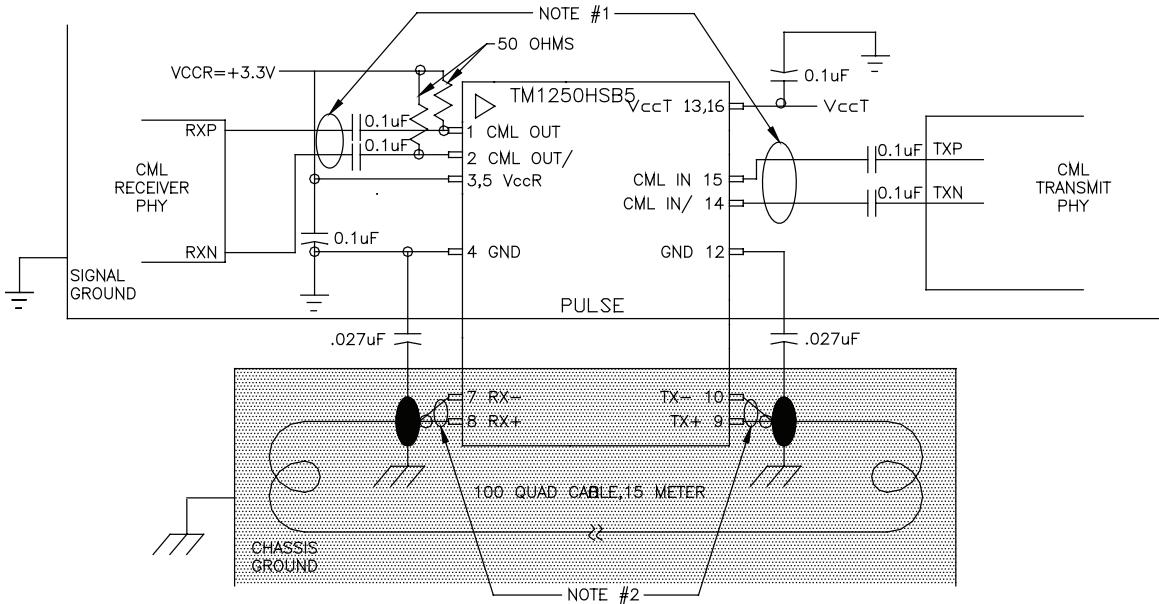 NOTE #1
50 OHMS
VCCR=+3.3V
0.1uF
TM1250HSB5
VccT 13,16
VccT
RXP
0.1uF
1 CML OUT
0.1uF
2 CML OUT/
3,5 VccR
CML
RECEIVER
PHY
CML IN 15
0.1uF
TXP
CML IN/ 14
0.1uF
TXN
CML
TRANSMIT
PHY
RXN
0.1uF
4 GND
GND 12
SIGNAL
GROUND
PULSE
.027uF
.027uF
7 RX-
TX- 10
8 RX+
TX+ 9
100 QUAD CABLE,15 METER
CHASSIS
GROUND
NOTE #2